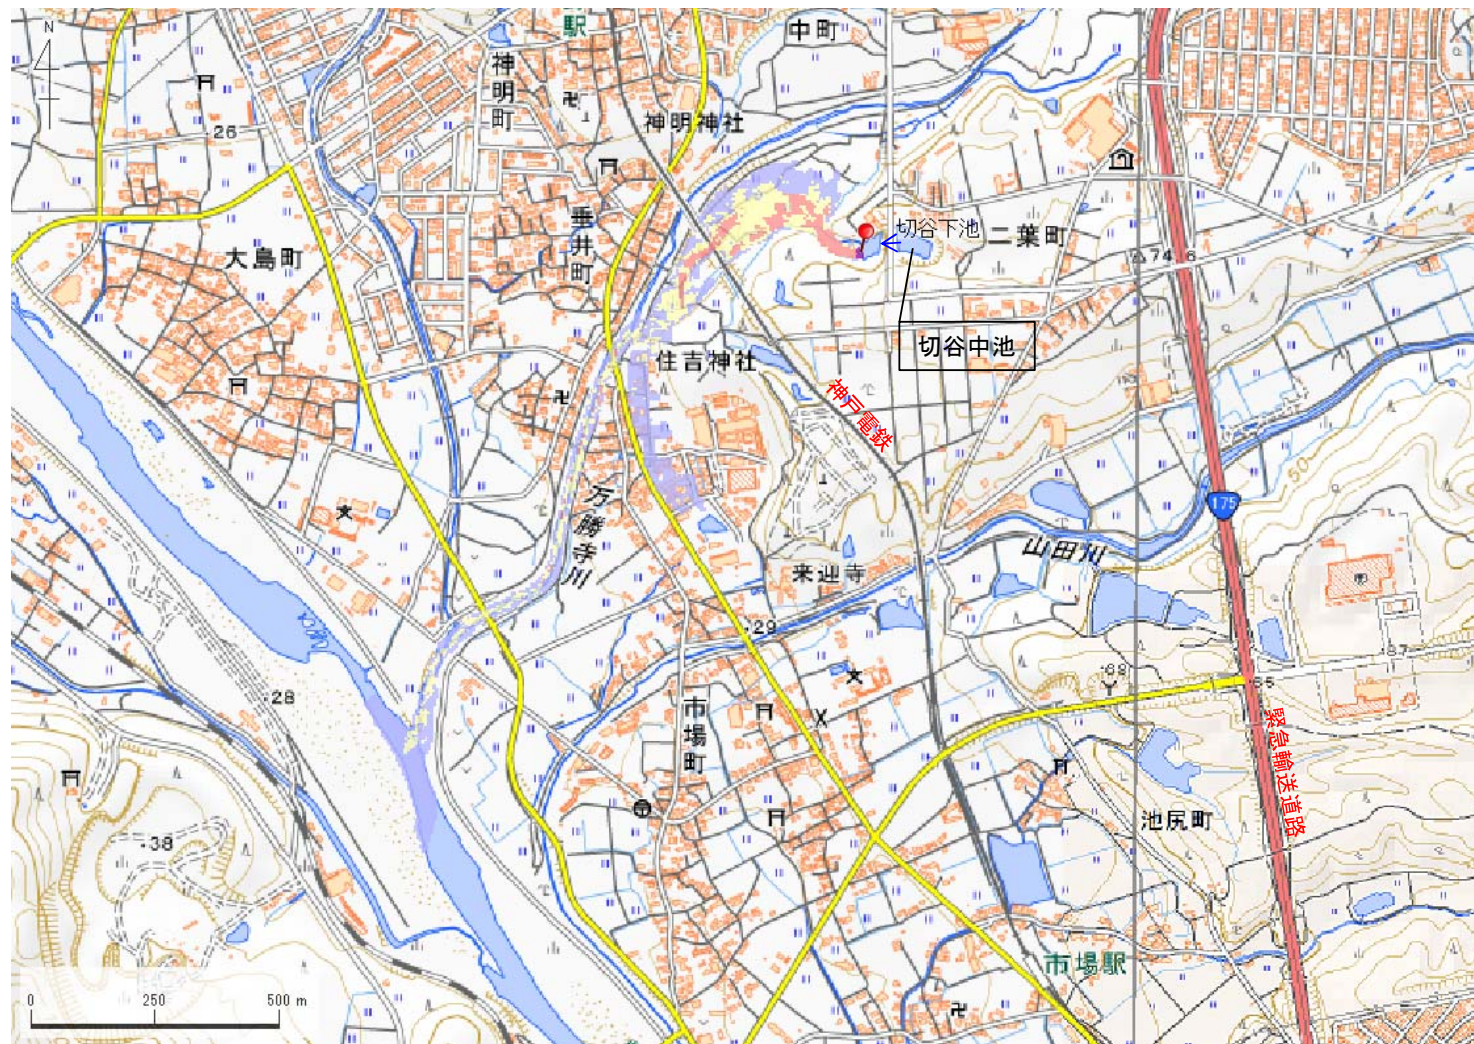 N
駅
中町
神明町
神明神社
26
垂井町
大島町
切谷下池
二葉町
74.6
切谷中池
住吉神社
神戸電鉄
50
175
万勝寺川
山田川
来迎寺
29
69
87
28
市場町
緊急輸送道路
38
池尻町
市場駅
0 250 500 m